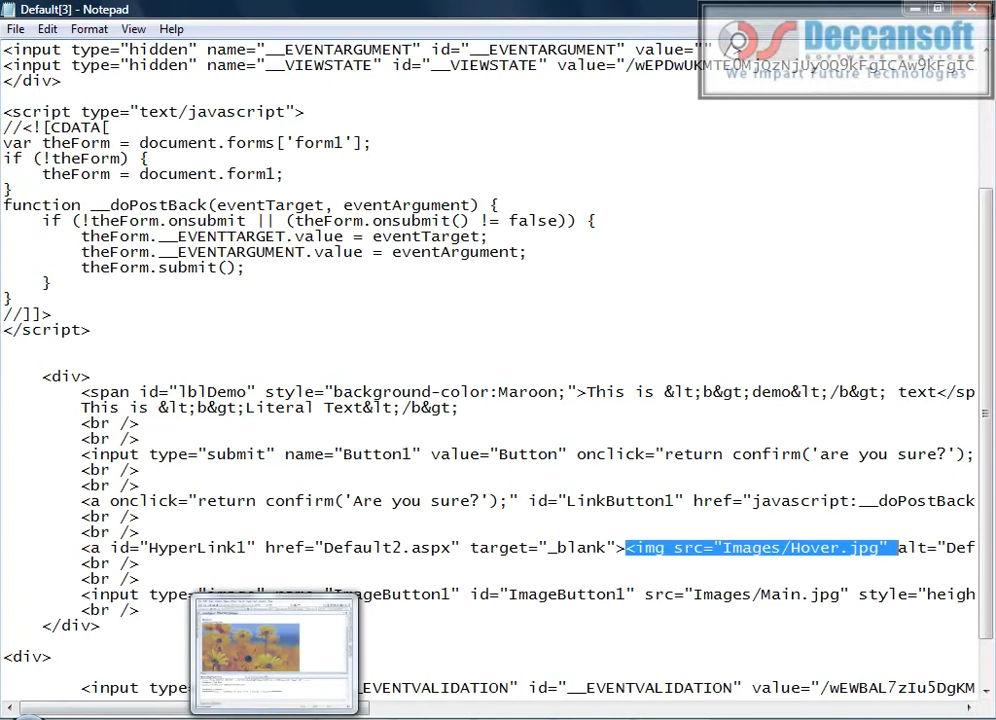 Default[3] - Notepad
File Edit Format View Help
Deccansoft
We Impact Future Technologies
<input type="hidden" name="__EVENTARGUMENT" id="__EVENTARGUMENT" value=""
<input type="hidden" name="__VIEWSTATE" id="__VIEWSTATE" value="/wEPDwUKMTE0MjQzNjUyOQ9kFgICAw9kFgIC
</div>
<script type="text/javascript">
//<![CDATA[
var theForm = document.forms['form1'];
if (!theForm) {
theForm = document.form1;
}
function __doPostBack(eventTarget, eventArgument) {
if (!theForm.onsubmit || (theForm.onsubmit() != false)) {
theForm.__EVENTTARGET.value = eventTarget;
theForm.__EVENTARGUMENT.value = eventArgument;
theForm.submit();
}
}
//]]>
</script>
<div>
<span id="lblDemo" style="background-color:Maroon;">This is &lt;b&gt;demo&lt;/b&gt; text</sp
This is &lt;b&gt;Literal Text&lt;/b&gt;
<br />
<br />
<input type="submit" name="Button1" value="Button" onclick="return confirm('are you sure?');
<br />
<br />
<a onclick="return confirm('Are you sure?');" id="LinkButton1" href="javascript:__doPostBack
<br />
<br />
<a id="HyperLink1" href="Default2.aspx" target="_blank"><img src="Images/Hover.jpg" alt="Def
<br />
<br />
<input type="image" name="ImageButton1" id="ImageButton1" src="Images/Main.jpg" style="heigh
<br />
</div>
<div>
<input type= __EVENTVALIDATION" id="__EVENTVALIDATION" value="/wEWBAL7zIu5DgKM